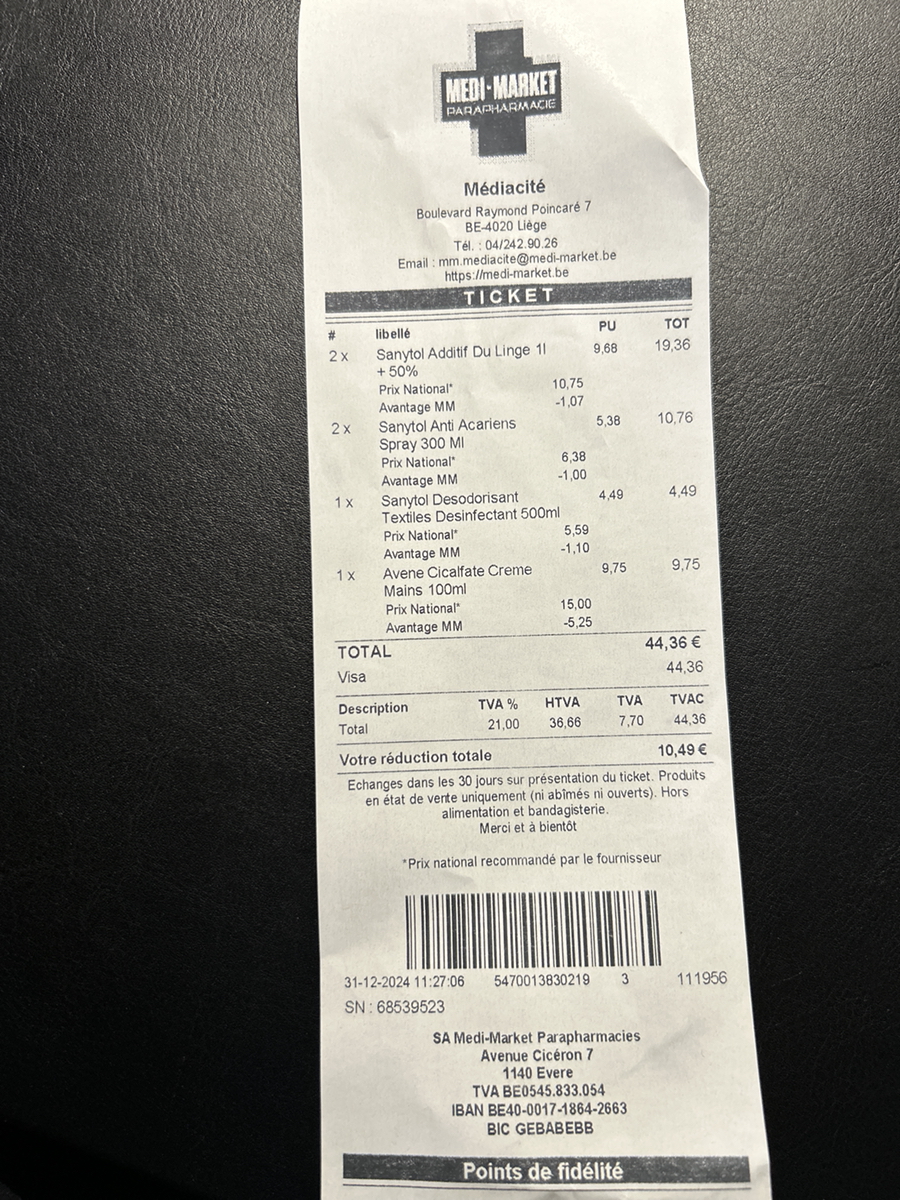 MEDI-MARKET
PARAPHARMACIE
Médiacité
Boulevard Raymond Poincaré 7
BE-4020 Liège
Tél. : 04/242.90.26
Email : mm.mediacite@medi-market.be
https://medi-market.be
TICKET
# libellé PU TOT
2 x Sanytol Additif Du Linge 1l 9,68 19,36
+ 50%
Prix National* 10,75
Avantage MM -1,07
2 x Sanytol Anti Acariens 5,38 10,76
Spray 300 Ml
Prix National* 6,38
Avantage MM -1,00
1 x Sanytol Desodorisant 4,49 4,49
Textiles Desinfectant 500ml
Prix National* 5,59
Avantage MM -1,10
1 x Avene Cicalfate Creme 9,75 9,75
Mains 100ml
Prix National* 15,00
Avantage MM -5,25
TOTAL 44,36 €
Visa 44,36
Description TVA % HTVA TVA TVAC
Total 21,00 36,66 7,70 44,36
Votre réduction totale 10,49 €
Echanges dans les 30 jours sur présentation du ticket. Produits
en état de vente uniquement (ni abîmés ni ouverts). Hors
alimentation et bandagisterie.
Merci et à bientôt
*Prix national recommandé par le fournisseur
31-12-2024 11:27:06 5470013830219 3 111956
SN : 68539523
SA Medi-Market Parapharmacies
Avenue Cicéron 7
1140 Evere
TVA BE0545.833.054
IBAN BE40-0017-1864-2663
BIC GEBABEBB
Points de fidélité